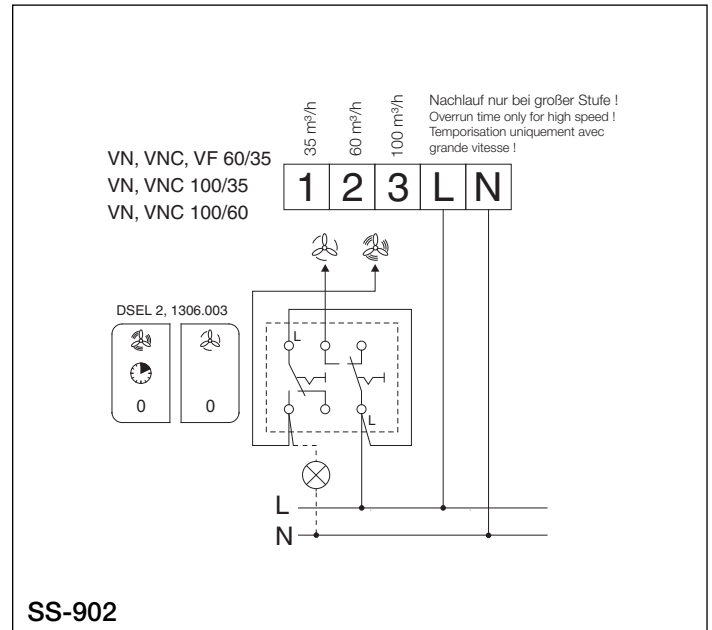 35 m³/h
60 m³/h
100 m³/h
Nachlauf nur bei großer Stufe !
Overrun time only for high speed !
Temporisation uniquement avec
grande vitesse !
VN, VNC, VF 60/35
VN, VNC 100/35
VN, VNC 100/60
1 2 3 L N
DSEL 2, 1306.003
0 0
L
L
L
N
SS-902